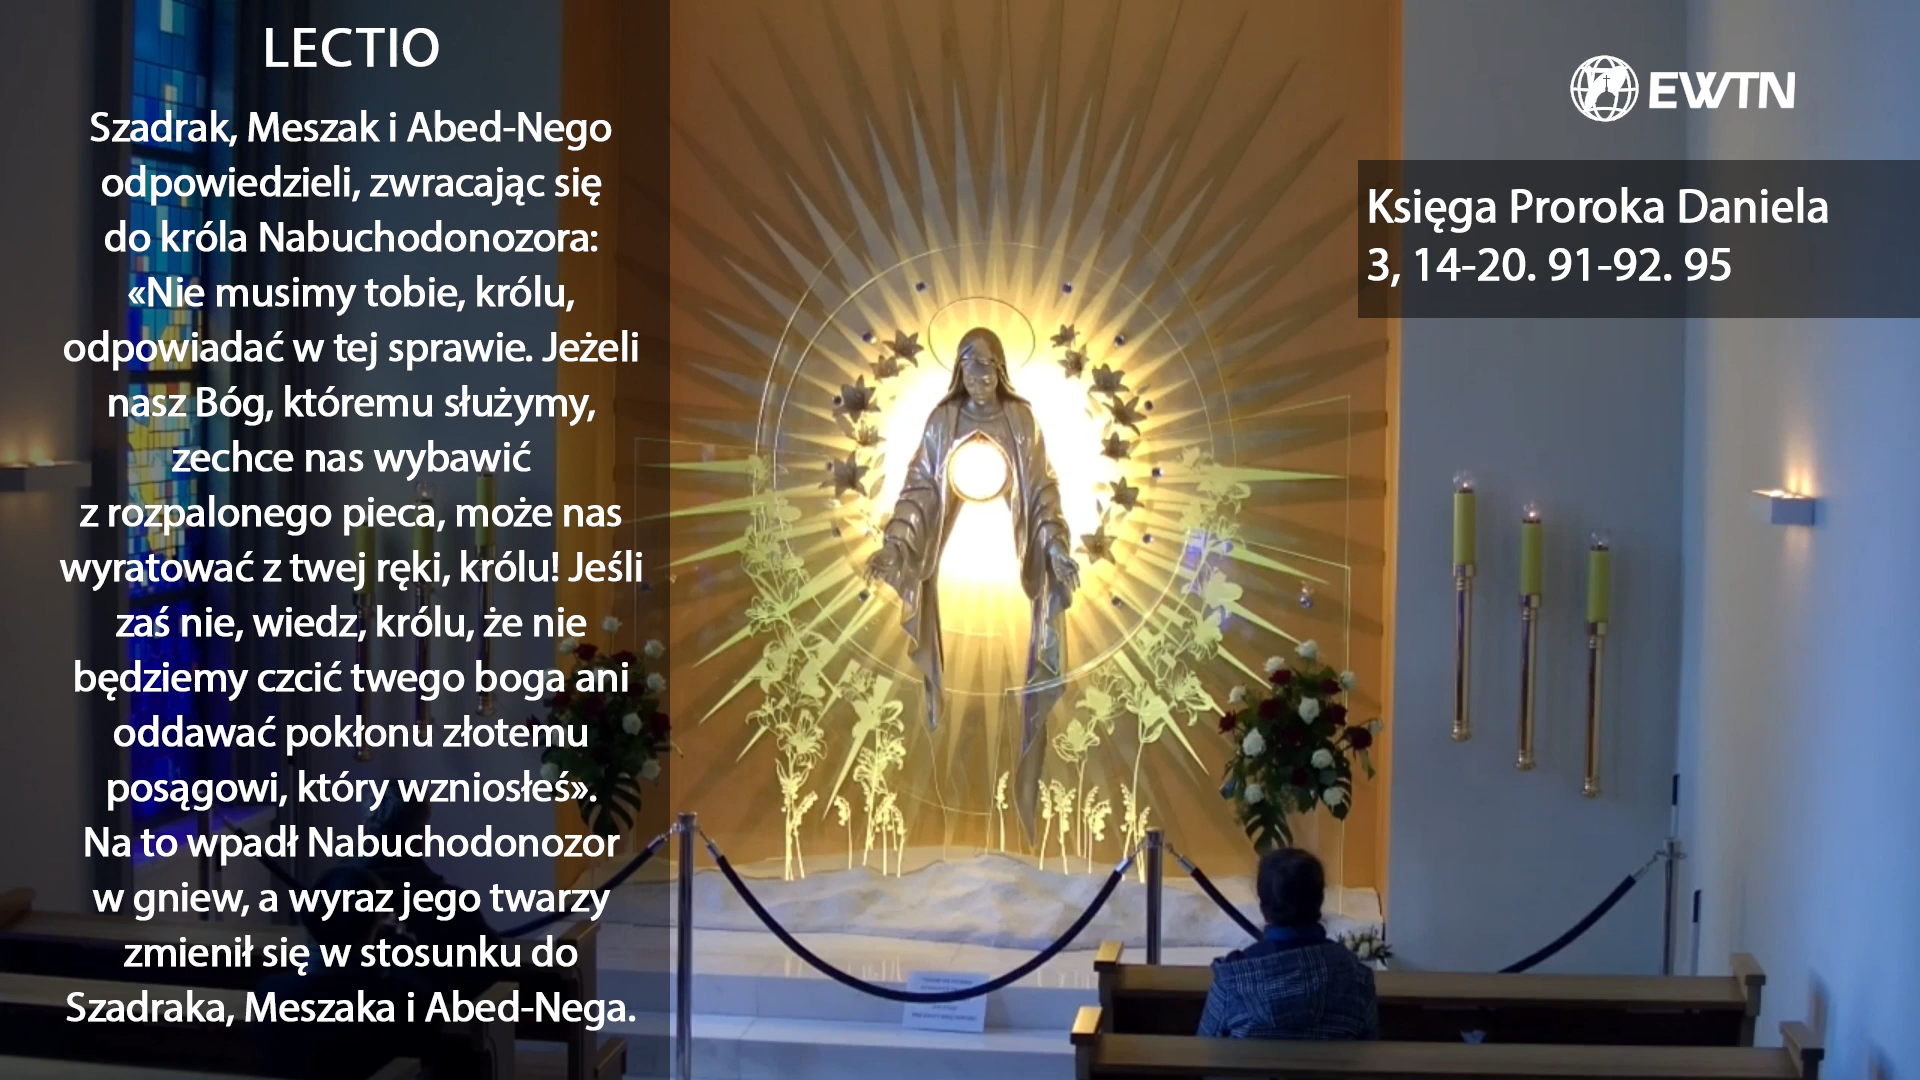 LECTIO
Szadrak, Meszak i Abed-Nego
odpowiedzieli, zwracając się
do króla Nabuchodonozora:
«Nie musimy tobie, królu,
odpowiadać w tej sprawie. Jeżeli
nasz Bóg, któremu służymy,
zechce nas wybawić
z rozpalonego pieca, może nas
wyratować z twej ręki, królu! Jeśli
zaś nie, wiedz, królu, że nie
będziemy czcić twego boga ani
oddawać pokłonu złotemu
posągowi, który wzniosłeś».
Na to wpadł Nabuchodonozor
w gniew, a wyraz jego twarzy
zmienił się w stosunku do
Szadraka, Meszaka i Abed-Nega.
EWTN
Księga Proroka Daniela
3, 14-20. 91-92. 95